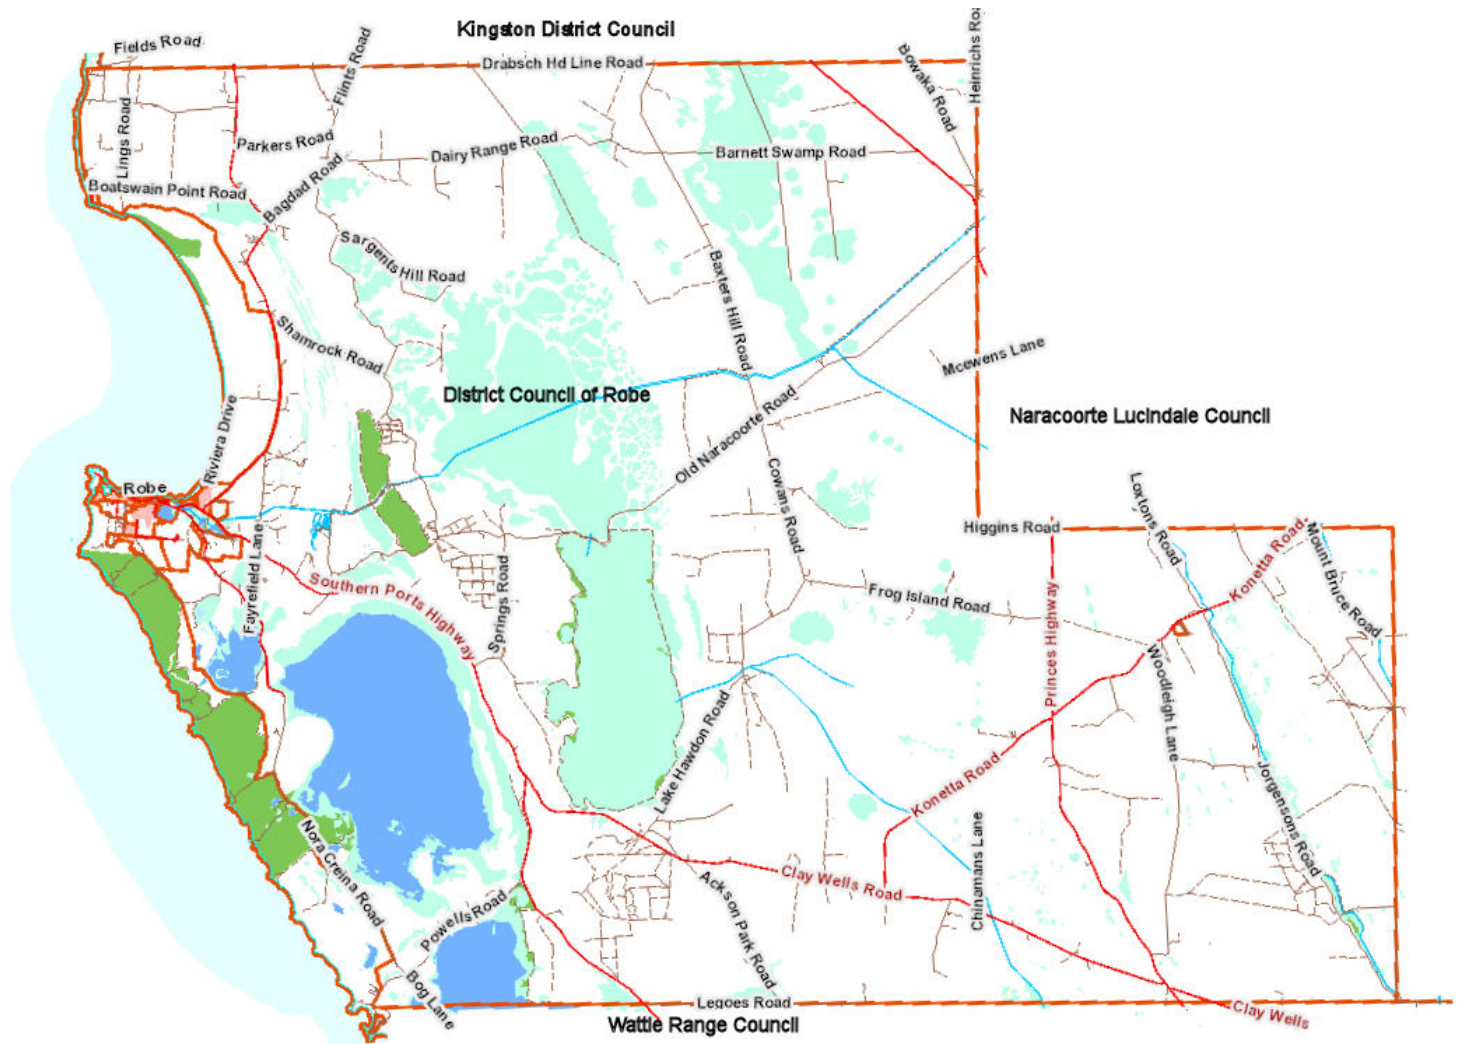 Kingston District Council
Fields Road
Flints Road
Drabsch Hd Line Road
Bowaka Road
Heinrichs Roa
Lings Road
Parkers Road
Dairy Range Road
Barnett Swamp Road
Boatswain Point Road
Bagdad Road
Sargents Hill Road
Baxters Hill Road
Shamrock Road
Mcewens Lane
District Council of Robe
Naracoorte Lucindale Council
Riviera Drive
Old Naracoorte Road
Robe
Cowans Road
Loxtons Road
Higgins Road
Konetta Road
Mount Bruce Road
Fayrefield Lane
Southern Ports Highway
Springs Road
Frog Island Road
Princes Highway
Woodleigh Lane
Lake Hawdon Road
Konetta Road
Jorgensons Road
Nora Creina Road
Chinamans Lane
Clay Wells Road
Ackson Park Road
Powells Road
Bog Lane
Legoes Road
Clay Wells
Wattle Range Council